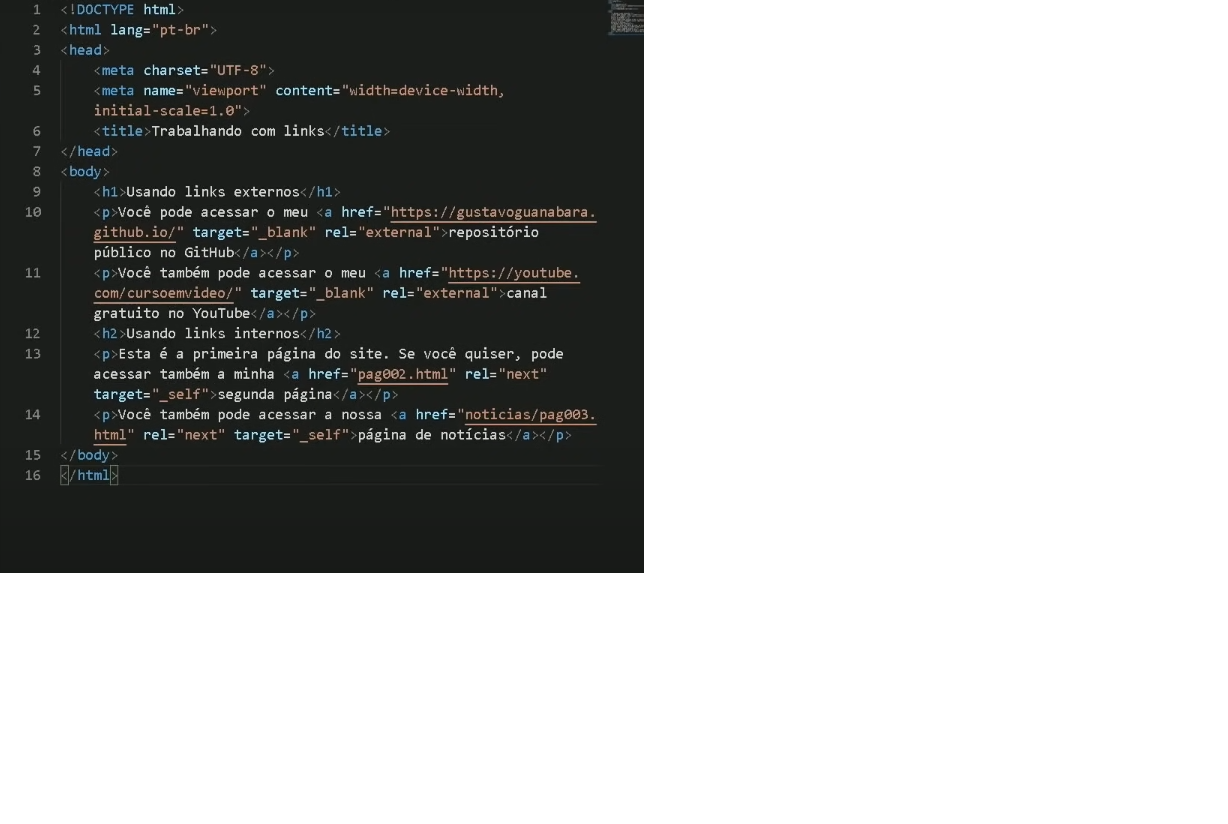 1 <!DOCTYPE html>
2 <html lang="pt-br">
3 <head>
4 <meta charset="UTF-8">
5 <meta name="viewport" content="width=device-width,
initial-scale=1.0">
6 <title>Trabalhando com links</title>
7 </head>
8 <body>
9 <h1>Usando links externos</h1>
10 <p>Você pode acessar o meu <a href="https://gustavoguanabara.
github.io/" target="_blank" rel="external">repositório
público no GitHub</a></p>
11 <p>Você também pode acessar o meu <a href="https://youtube.
com/cursoemvideo/" target="_blank" rel="external">canal
gratuito no YouTube</a></p>
12 <h2>Usando links internos</h2>
13 <p>Esta é a primeira página do site. Se você quiser, pode
acessar também a minha <a href="pag002.html" rel="next"
target="_self">segunda página</a></p>
14 <p>Você também pode acessar a nossa <a href="noticias/pag003.
html" rel="next" target="_self">página de notícias</a></p>
15 </body>
16 </html>